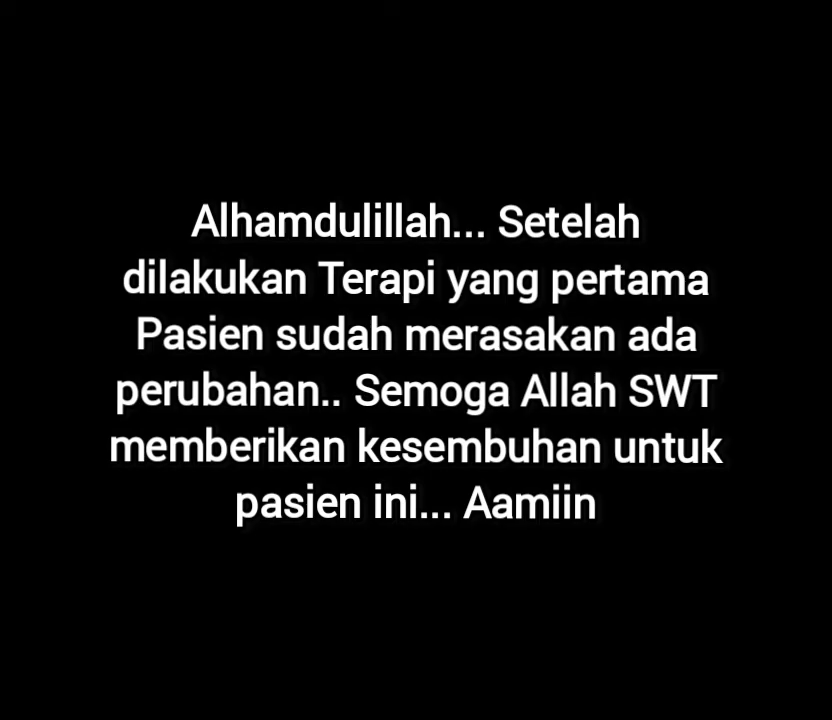 Alhamdulillah... Setelah
dilakukan Terapi yang pertama
Pasien sudah merasakan ada
perubahan.. Semoga Allah SWT
memberikan kesembuhan untuk
pasien ini... Aamiin